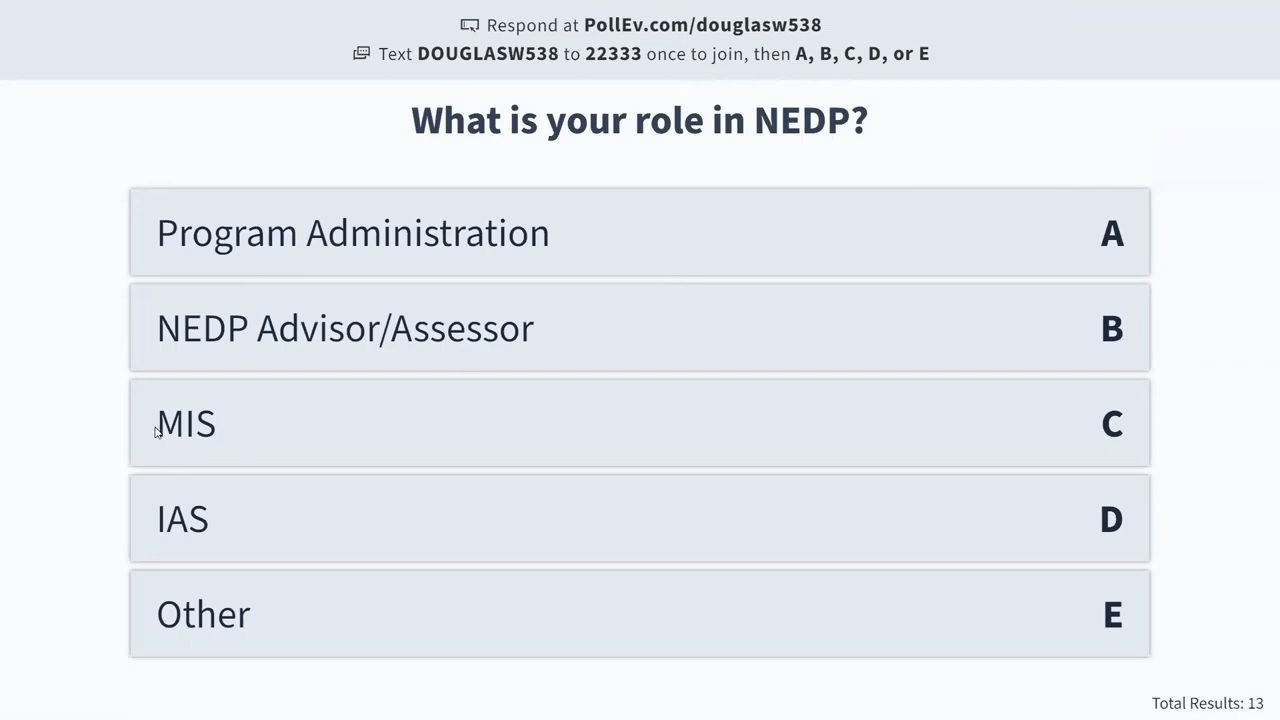 Respond at PollEv.com/douglasw538
Text DOUGLASW538 to 22333 once to join, then A, B, C, D, or E
What is your role in NEDP?
Program Administration A
NEDP Advisor/Assessor B
MIS C
IAS D
Other E
Total Results: 13